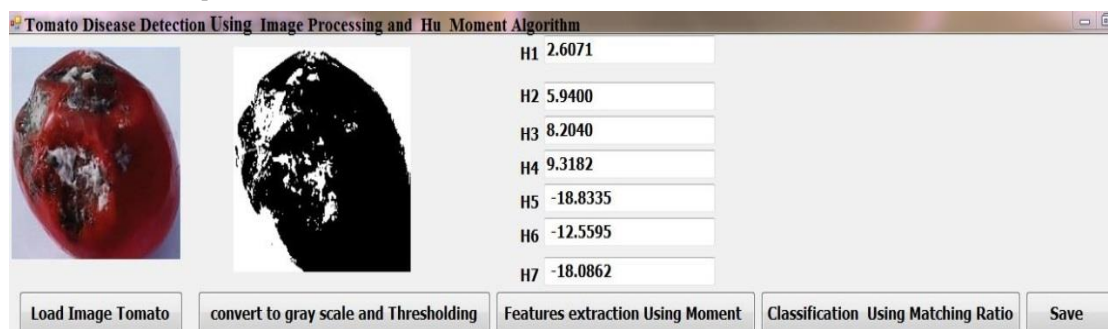 Tomato Disease Detection Using Image Processing and Hu Moment Algorithm
H1 2.6071
H2 5.9400
H3 8.2040
H4 9.3182
H5 -18.8335
H6 -12.5595
H7 -18.0862
Load Image Tomato convert to gray scale and Thresholding Features extraction Using Moment Classification Using Matching Ratio Save